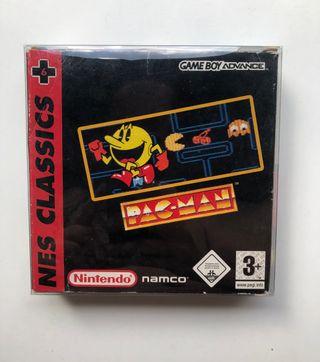 GAME BOY ADVANCE
NES CLASSICS
PAC-MAN
Nintendo
namco
3+
www.pegi.info